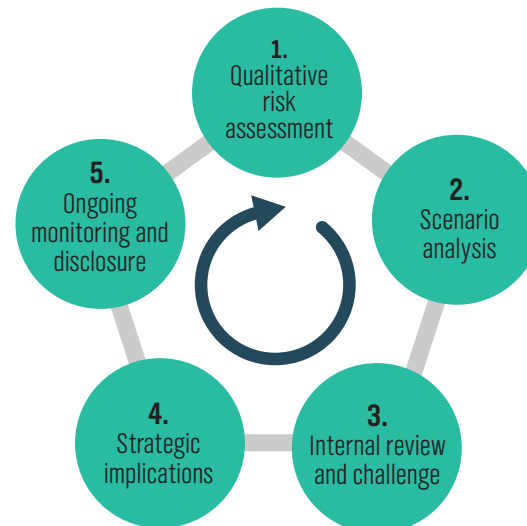 1.
Qualitative
risk
assessment
2.
Scenario
analysis
3.
Internal review
and challenge
4.
Strategic
implications
5.
Ongoing
monitoring and
disclosure